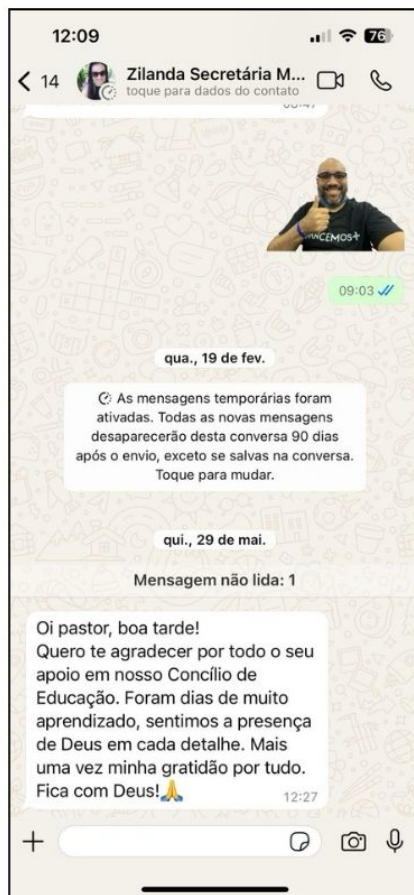 12:09
76
14
Zilanda Secretária M...
toque para dados do contato
ANCEMOS+
09:03
qua., 19 de fev.
As mensagens temporárias foram
ativadas. Todas as novas mensagens
desaparecerão desta conversa 90 dias
após o envio, exceto se salvas na conversa.
Toque para mudar.
qui., 29 de mai.
Mensagem não lida: 1
Oi pastor, boa tarde!
Quero te agradecer por todo o seu
apoio em nosso Concílio de
Educação. Foram dias de muito
aprendizado, sentimos a presença
de Deus em cada detalhe. Mais
uma vez minha gratidão por tudo.
Fica com Deus!🙏
12:27